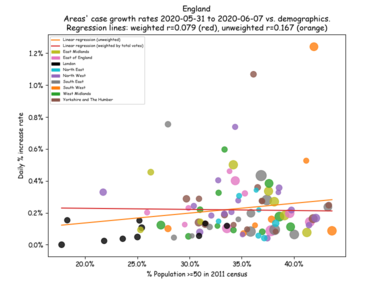 England
Areas' case growth rates 2020-05-31 to 2020-06-07 vs. demographics.
Regression lines: weighted r=0.079 (red), unweighted r=0.167 (orange)
Linear regression (unweighted)
Linear regression (weighted by total votes)
East Midlands
East of England
London
North East
North West
South East
South West
West Midlands
Yorkshire and The Humber
Daily % increase rate
1.2%
1.0%
0.8%
0.6%
0.4%
0.2%
0.0%
20.0%
25.0%
30.0%
35.0%
40.0%
% Population >=50 in 2011 census